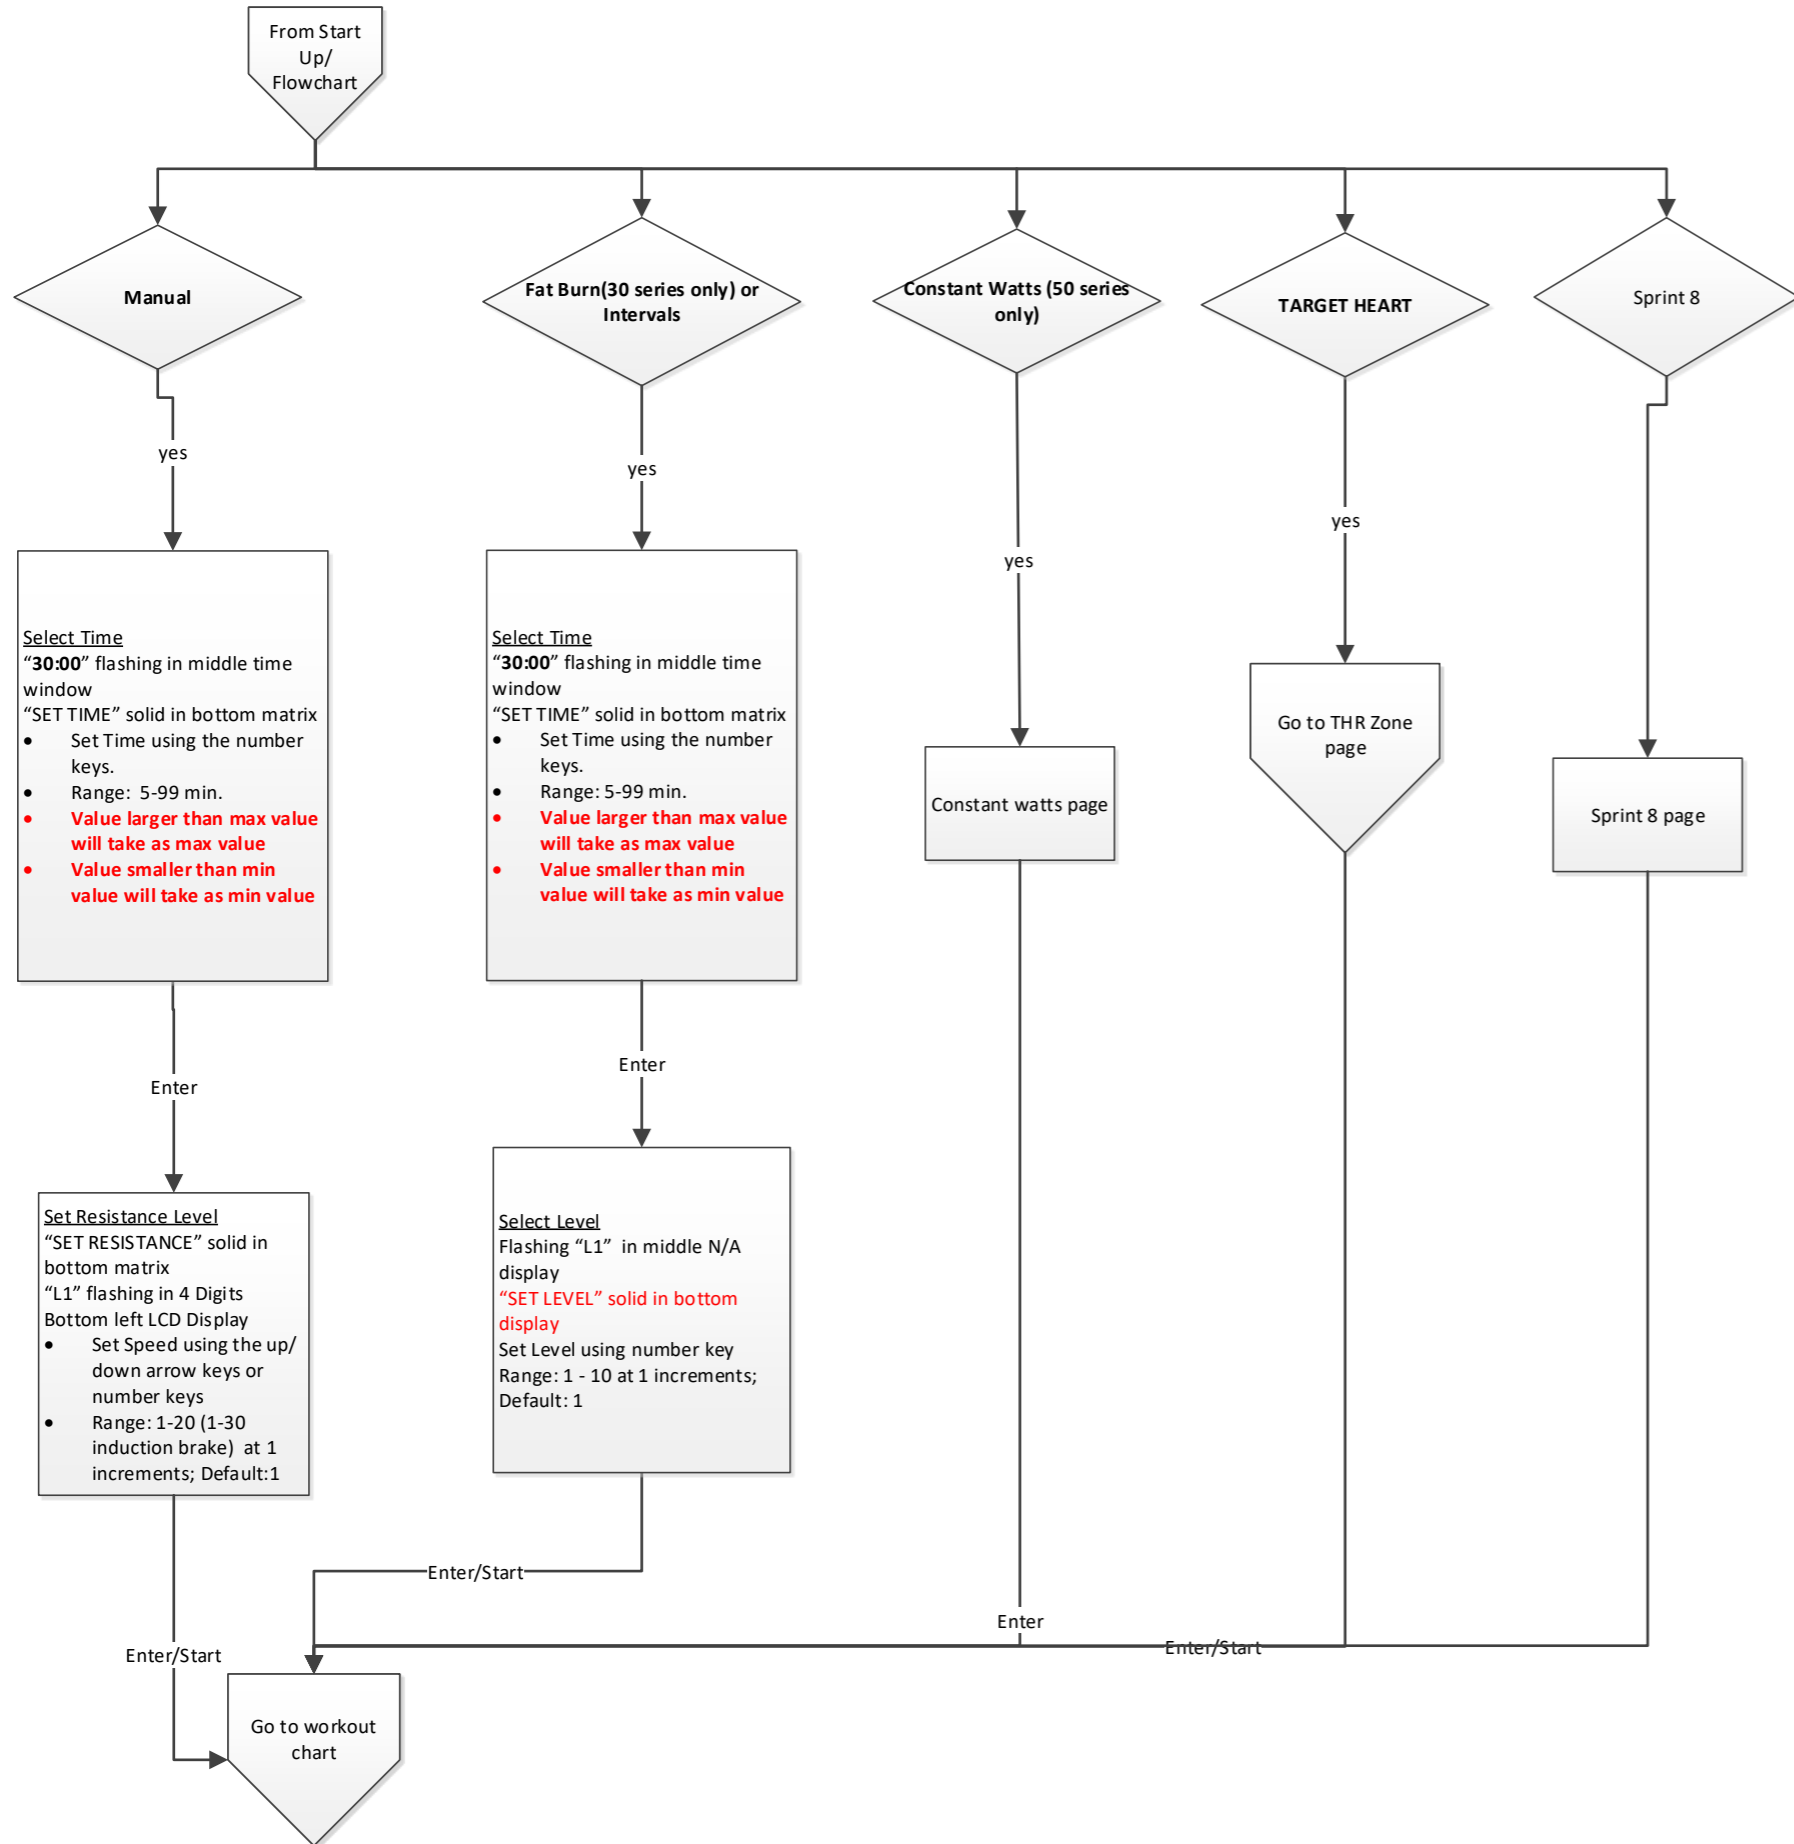 From Start
Up/
Flowchart
Manual
Fat Burn(30 series only) or
Intervals
Constant Watts (50 series
only)
TARGET HEART
Sprint 8
yes
yes
yes
yes
Select Time
“30:00” flashing in middle time
window
“SET TIME” solid in bottom matrix
• Set Time using the number
keys.
• Range: 5-99 min.
• Value larger than max value
will take as max value
• Value smaller than min
value will take as min value
Select Time
“30:00” flashing in middle time
window
“SET TIME” solid in bottom matrix
• Set Time using the number
keys.
• Range: 5-99 min.
• Value larger than max value
will take as max value
• Value smaller than min
value will take as min value
Constant watts page
Go to THR Zone
page
Sprint 8 page
Enter
Enter
Set Resistance Level
“SET RESISTANCE” solid in
bottom matrix
“L1” flashing in 4 Digits
Bottom left LCD Display
• Set Speed using the up/
down arrow keys or
number keys
• Range: 1-20 (1-30
induction brake) at 1
increments; Default:1
Select Level
Flashing “L1” in middle N/A
display
“SET LEVEL” solid in bottom
display
Set Level using number key
Range: 1 - 10 at 1 increments;
Default: 1
Enter/Start
Enter
Enter/Start
Enter/Start
Go to workout
chart